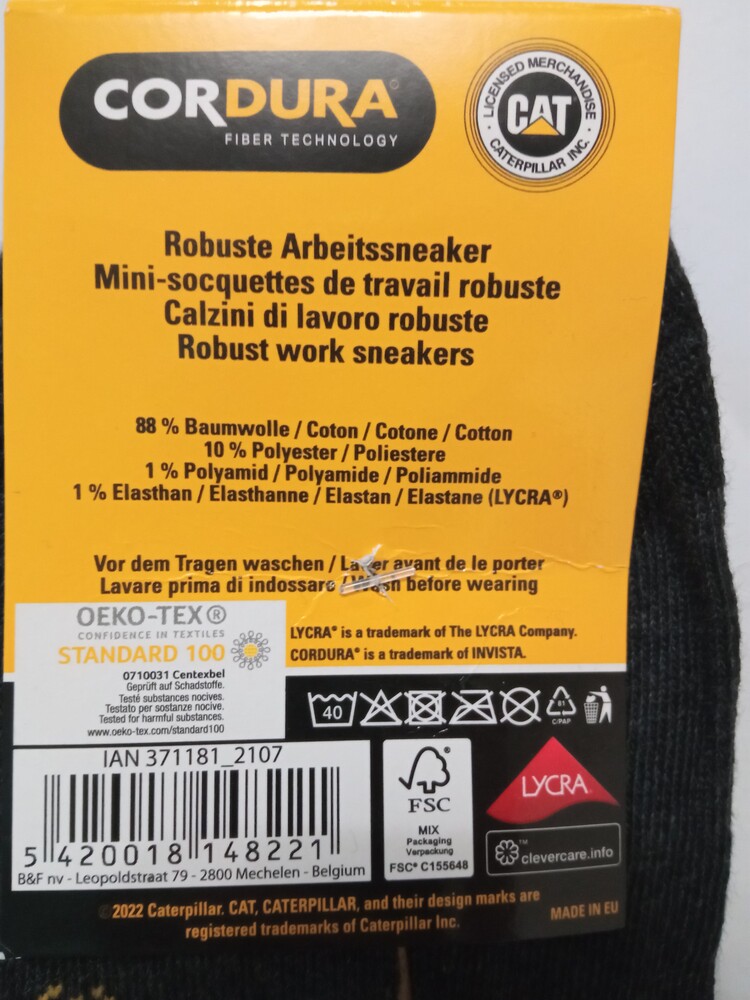 CORDURA®
FIBER TECHNOLOGY
LICENSED MERCHANDISE
CAT
CATERPILLAR INC.
Robuste Arbeitssneaker
Mini-socquettes de travail robuste
Calzini di lavoro robuste
Robust work sneakers
88 % Baumwolle / Coton / Cotone / Cotton
10 % Polyester / Poliestere
1 % Polyamid / Polyamide / Poliammide
1 % Elasthan / Elasthanne / Elastan / Elastane (LYCRA®)
Vor dem Tragen waschen / Laver avant de le porter
Lavare prima di indossare / Wash before wearing
OEKO-TEX®
CONFIDENCE IN TEXTILES
STANDARD 100
0710031 Centexbel
Geprüft auf Schadstoffe.
Testé substances nocives.
Testato per sostanze nocive.
Tested for harmful substances.
www.oeko-tex.com/standard100
LYCRA® is a trademark of The LYCRA Company.
CORDURA® is a trademark of INVISTA.
40
81
C/PAP
IAN 371181_2107
5 420018 148221
B&F nv - Leopoldstraat 79 - 2800 Mechelen - Belgium
FSC
MIX
Packaging
Verpackung
FSC® C155648
LYCRA
clevercare.info™
©2022 Caterpillar. CAT, CATERPILLAR, and their design marks are
registered trademarks of Caterpillar Inc.
MADE IN EU